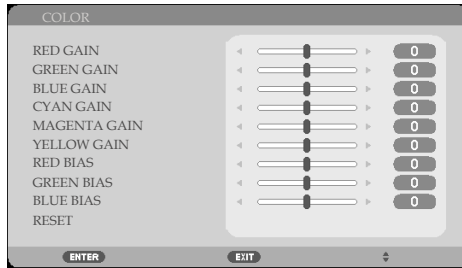 COLOR
RED GAIN 0
GREEN GAIN 0
BLUE GAIN 0
CYAN GAIN 0
MAGENTA GAIN 0
YELLOW GAIN 0
RED BIAS 0
GREEN BIAS 0
BLUE BIAS 0
RESET
ENTER EXIT